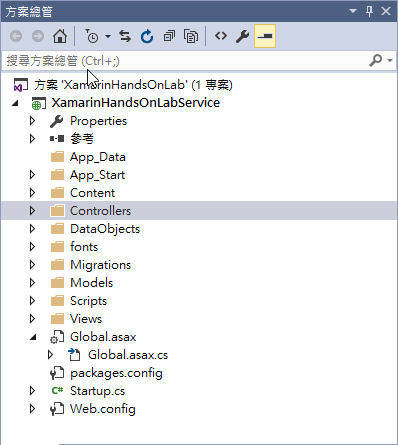 方案總管
搜尋方案總管 (Ctrl+;)
方案 'XamarinHandsOnLab' (1 專案)
XamarinHandsOnLabService
Properties
參考
App_Data
App_Start
Content
Controllers
DataObjects
fonts
Migrations
Models
Scripts
Views
Global.asax
Global.asax.cs
packages.config
C# Startup.cs
Web.config